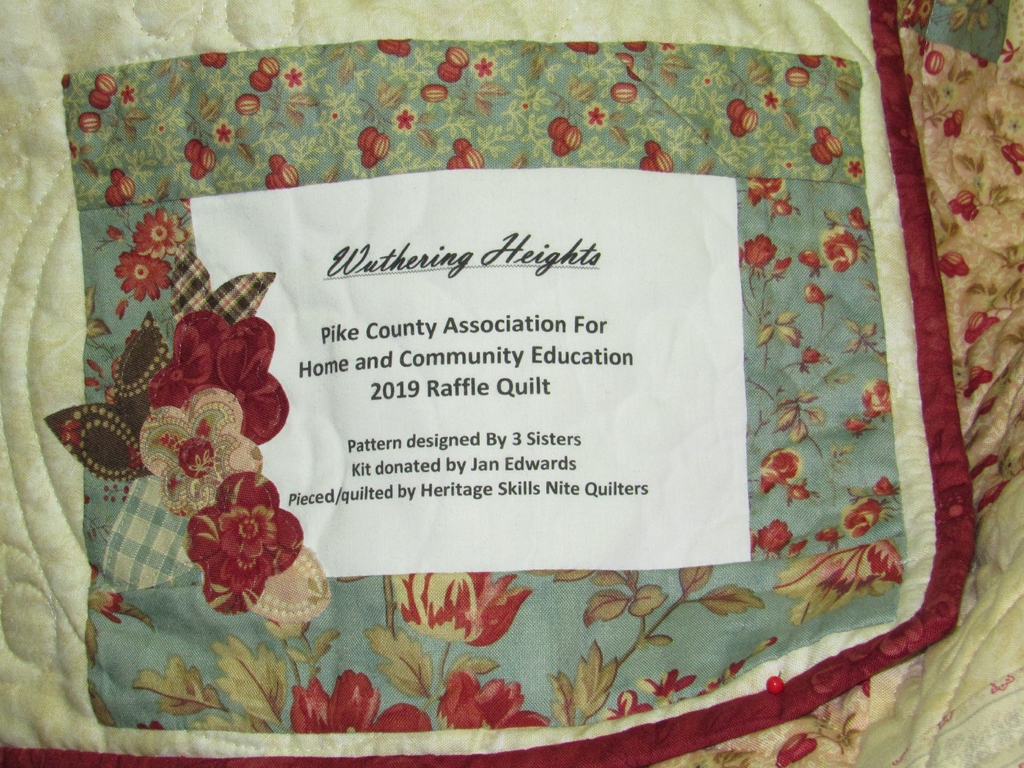 Wuthering Heights
Pike County Association For
Home and Community Education
2019 Raffle Quilt
Pattern designed By 3 Sisters
Kit donated by Jan Edwards
Pieced/quilted by Heritage Skills Nite Quilters